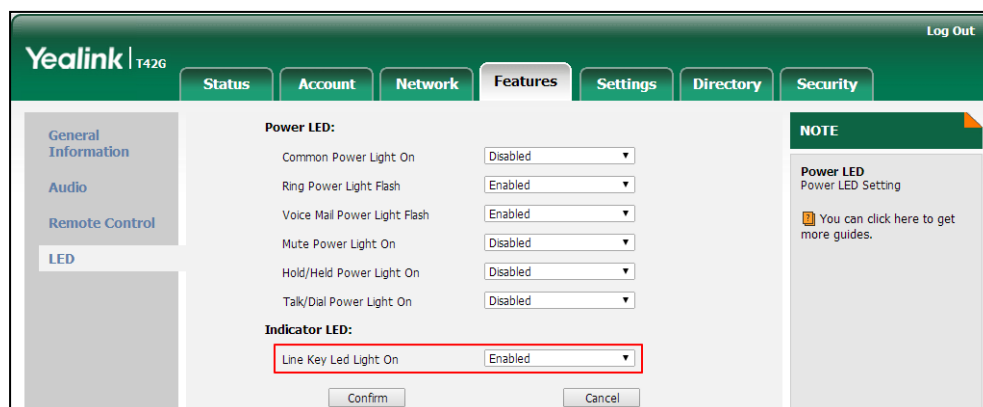 Log Out
Yealink T42G
Status Account Network Features Settings Directory Security
General
Information
Audio
Remote Control
LED
Power LED:
Common Power Light On Disabled
Ring Power Light Flash Enabled
Voice Mail Power Light Flash Enabled
Mute Power Light On Disabled
Hold/Held Power Light On Disabled
Talk/Dial Power Light On Disabled
Indicator LED:
Line Key Led Light On Enabled
Confirm Cancel
NOTE
Power LED
Power LED Setting
You can click here to get
more guides.